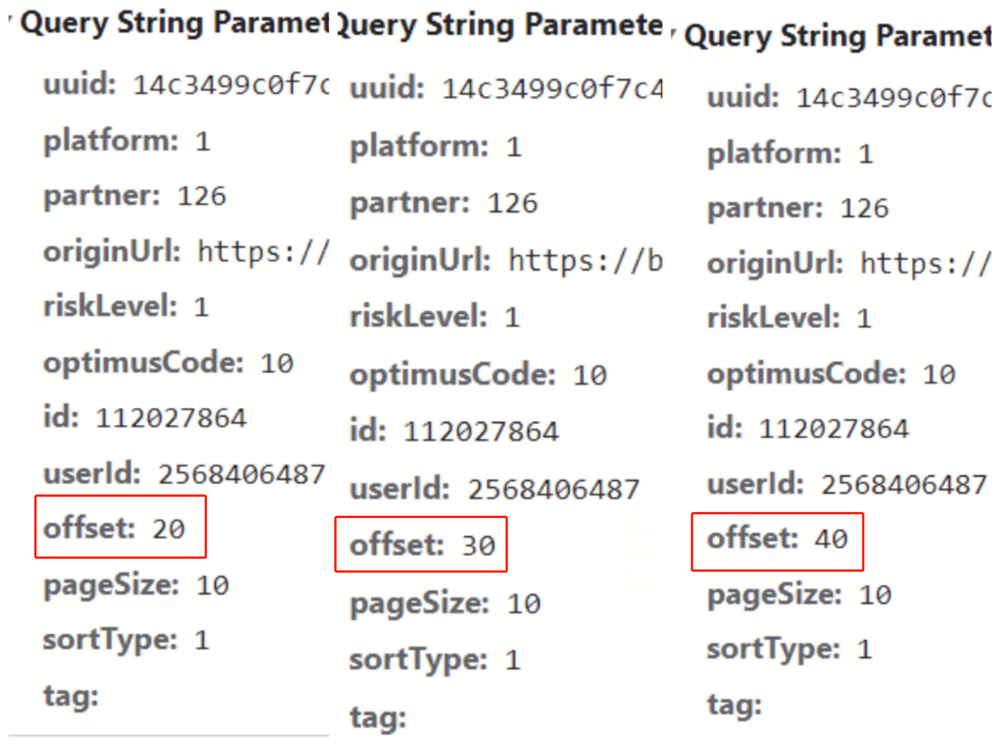 Query String Paramet
uuid: 14c3499c0f7c
platform: 1
partner: 126
originUrl: https://
riskLevel: 1
optimusCode: 10
id: 112027864
userId: 2568406487
offset: 20
pageSize: 10
sortType: 1
tag:
Query String Paramete
uuid: 14c3499c0f7c4
platform: 1
partner: 126
originUrl: https://b
riskLevel: 1
optimusCode: 10
id: 112027864
userId: 2568406487
offset: 30
pageSize: 10
sortType: 1
tag:
Query String Paramet
uuid: 14c3499c0f7c
platform: 1
partner: 126
originUrl: https://
riskLevel: 1
optimusCode: 10
id: 112027864
userId: 2568406487
offset: 40
pageSize: 10
sortType: 1
tag: